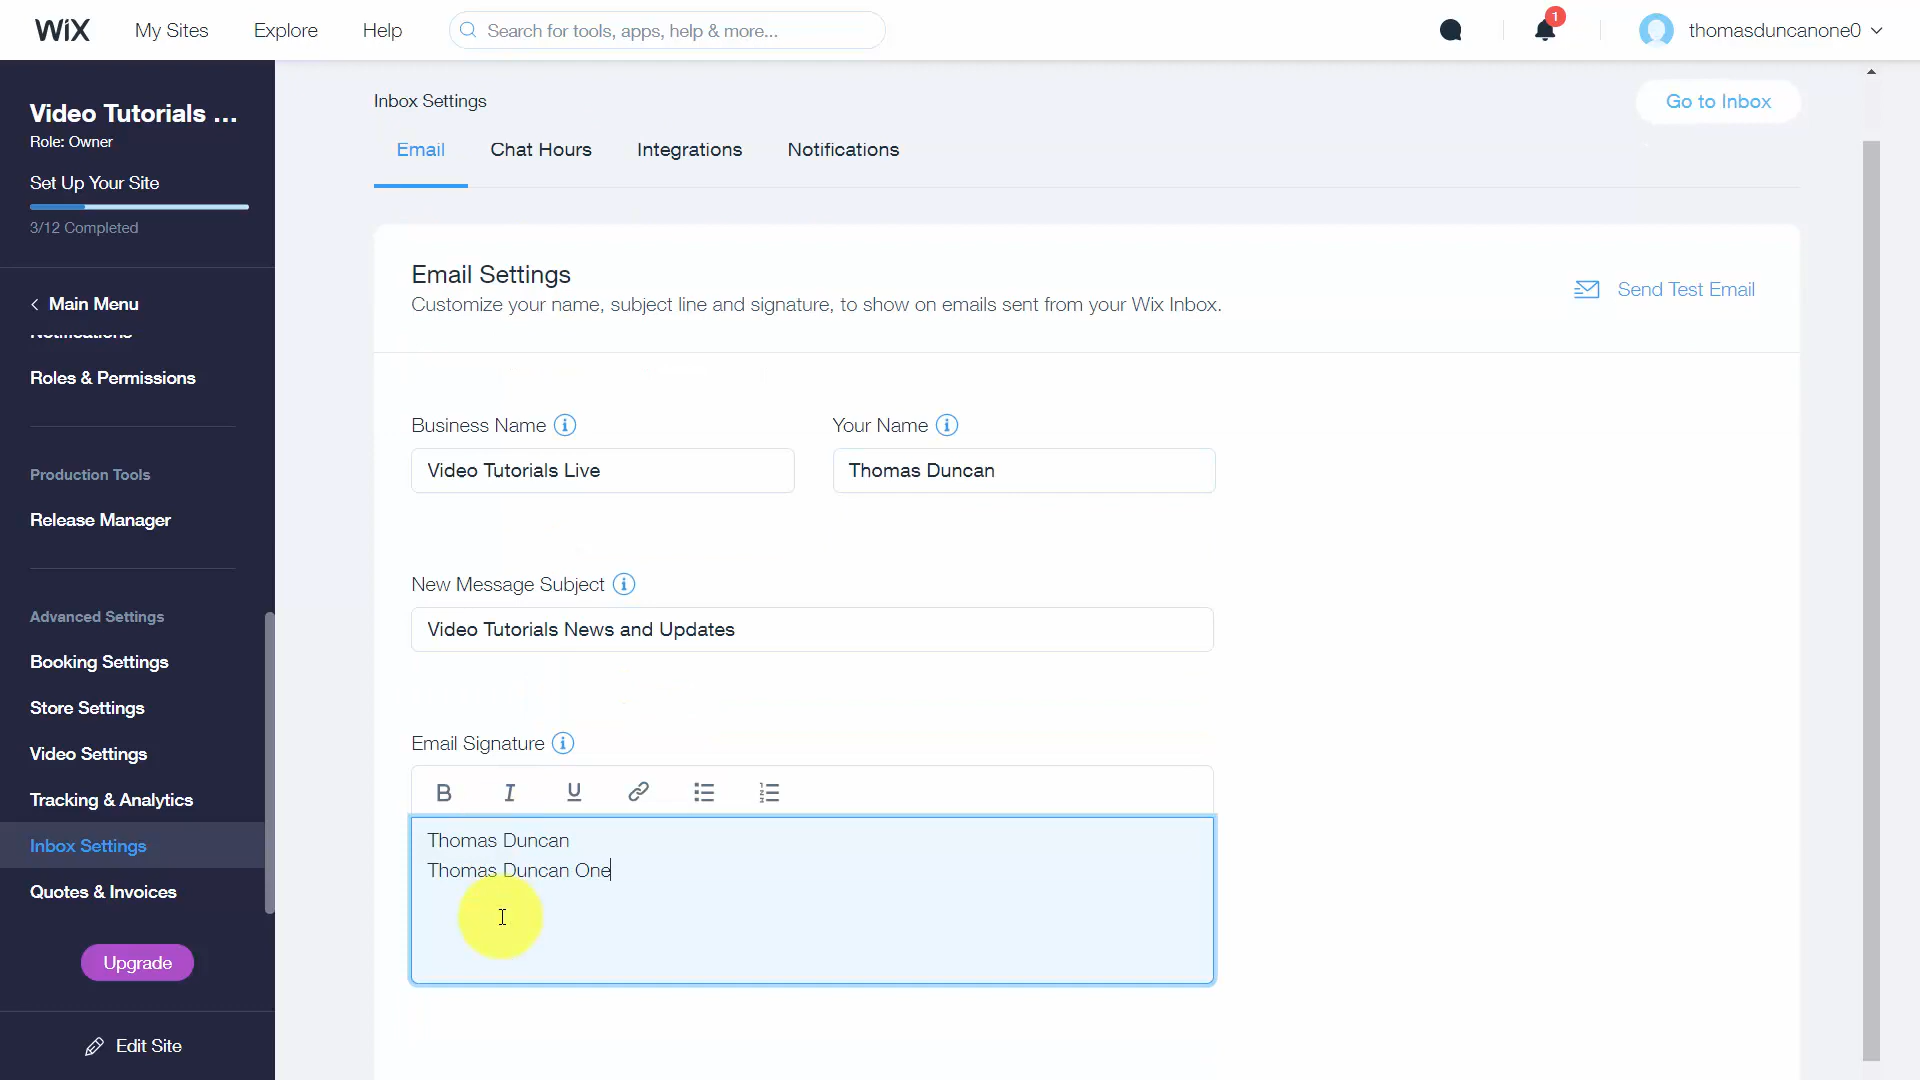 WiX
My Sites
Explore
Help
Search for tools, apps, help & more...
1
thomasduncanone0
Video Tutorials ...
Role: Owner
Set Up Your Site
3/12 Completed
Main Menu
Notifications
Roles & Permissions
Production Tools
Release Manager
Advanced Settings
Booking Settings
Store Settings
Video Settings
Tracking & Analytics
Inbox Settings
Quotes & Invoices
Upgrade
Edit Site
Inbox Settings
Go to Inbox
Email
Chat Hours
Integrations
Notifications
Email Settings
Customize your name, subject line and signature, to show on emails sent from your Wix Inbox.
Send Test Email
Business Name
Your Name
Video Tutorials Live
Thomas Duncan
New Message Subject
Video Tutorials News and Updates
Email Signature
B I U
Thomas Duncan
Thomas Duncan One